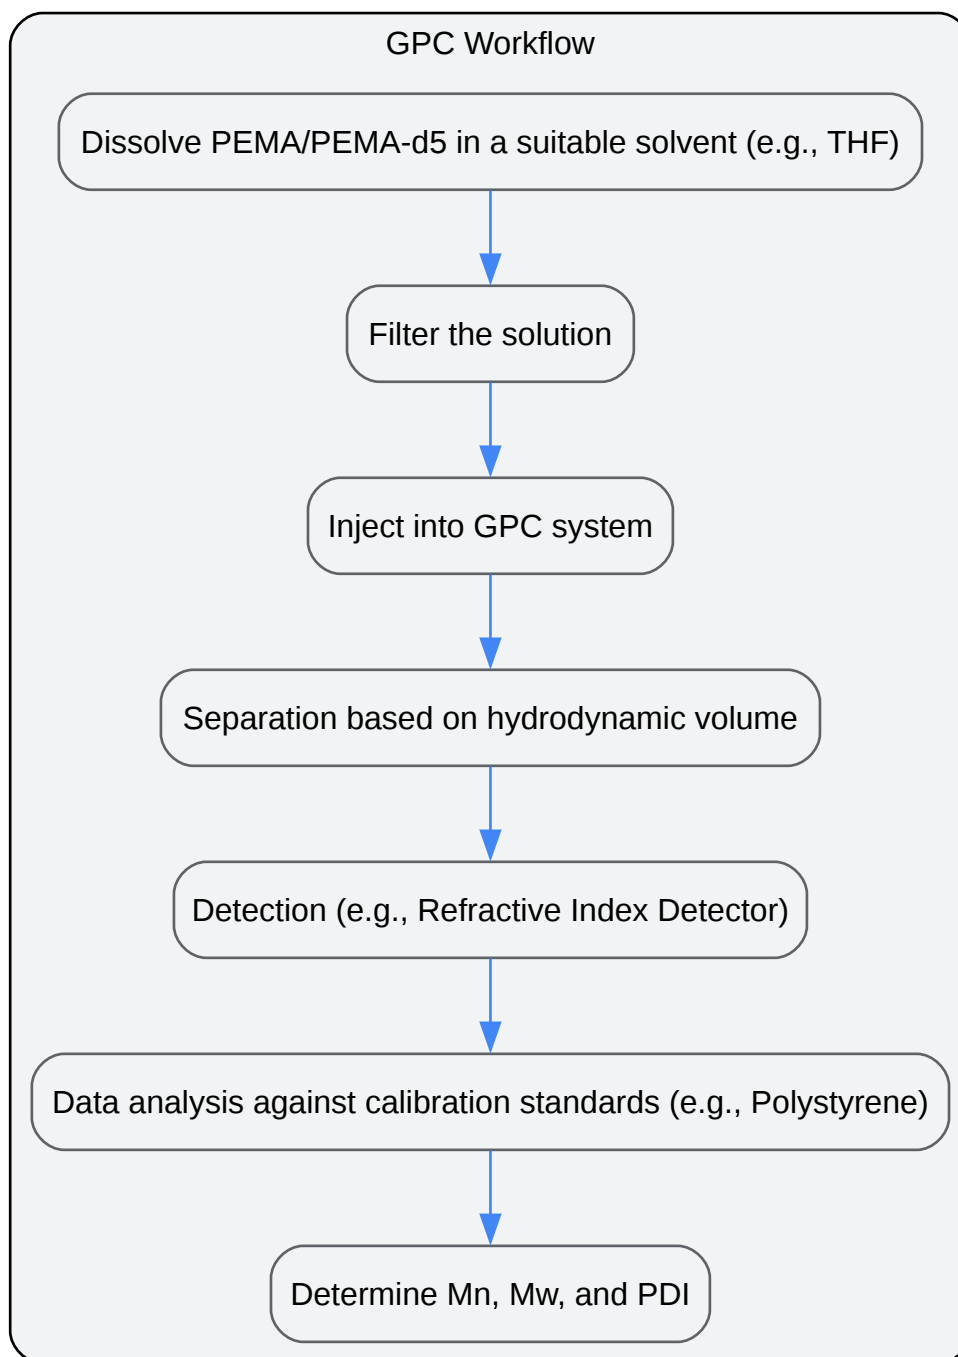 GPC Workflow
Dissolve PEMA/PEMA-d5 in a suitable solvent (e.g., THF)
Filter the solution
Inject into GPC system
Separation based on hydrodynamic volume
Detection (e.g., Refractive Index Detector)
Data analysis against calibration standards (e.g., Polystyrene)
Determine Mn, Mw, and PDI